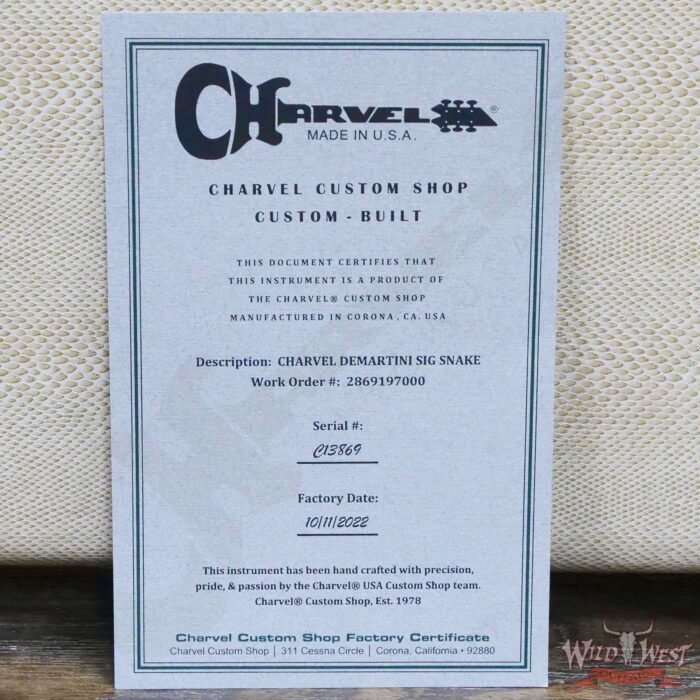 CHARVEL®
MADE IN U.S.A.
CHARVEL CUSTOM SHOP
CUSTOM - BUILT
THIS DOCUMENT CERTIFIES THAT
THIS INSTRUMENT IS A PRODUCT OF
THE CHARVEL® CUSTOM SHOP
MANUFACTURED IN CORONA, CA. USA
Description: CHARVEL DEMARTINI SIG SNAKE
Work Order #: 2869197000
Serial #:
C13869
Factory Date:
10/11/2022
This instrument has been hand crafted with precision,
pride, & passion by the Charvel® USA Custom Shop team.
Charvel® Custom Shop, Est. 1978
Charvel Custom Shop Factory Certificate
Charvel Custom Shop | 311 Cessna Circle | Corona, California • 92880
WILD WEST
GUITARS